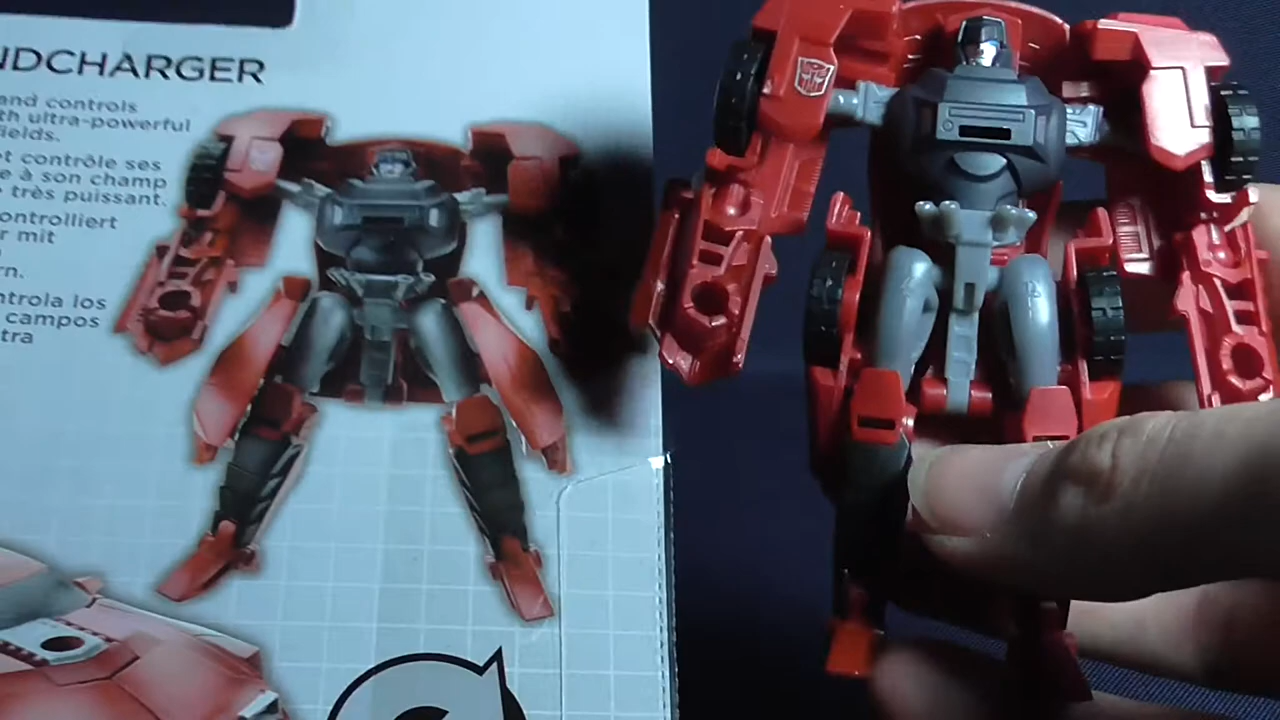 NDCHARGER
and controls
th ultra-powerful
ields.
et contrôle ses
e à son champ
très puissant.
ontrolliert
r mit
rn.
ntrola los
campos
tra